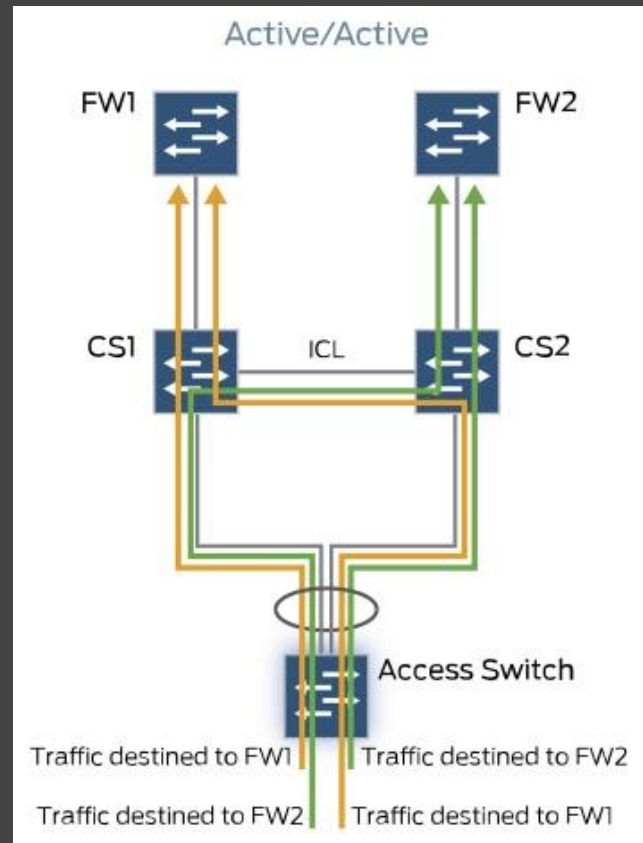 Active/Active
FW1
FW2
CS1
ICL
CS2
Access Switch
Traffic destined to FW1
Traffic destined to FW2
Traffic destined to FW2
Traffic destined to FW1